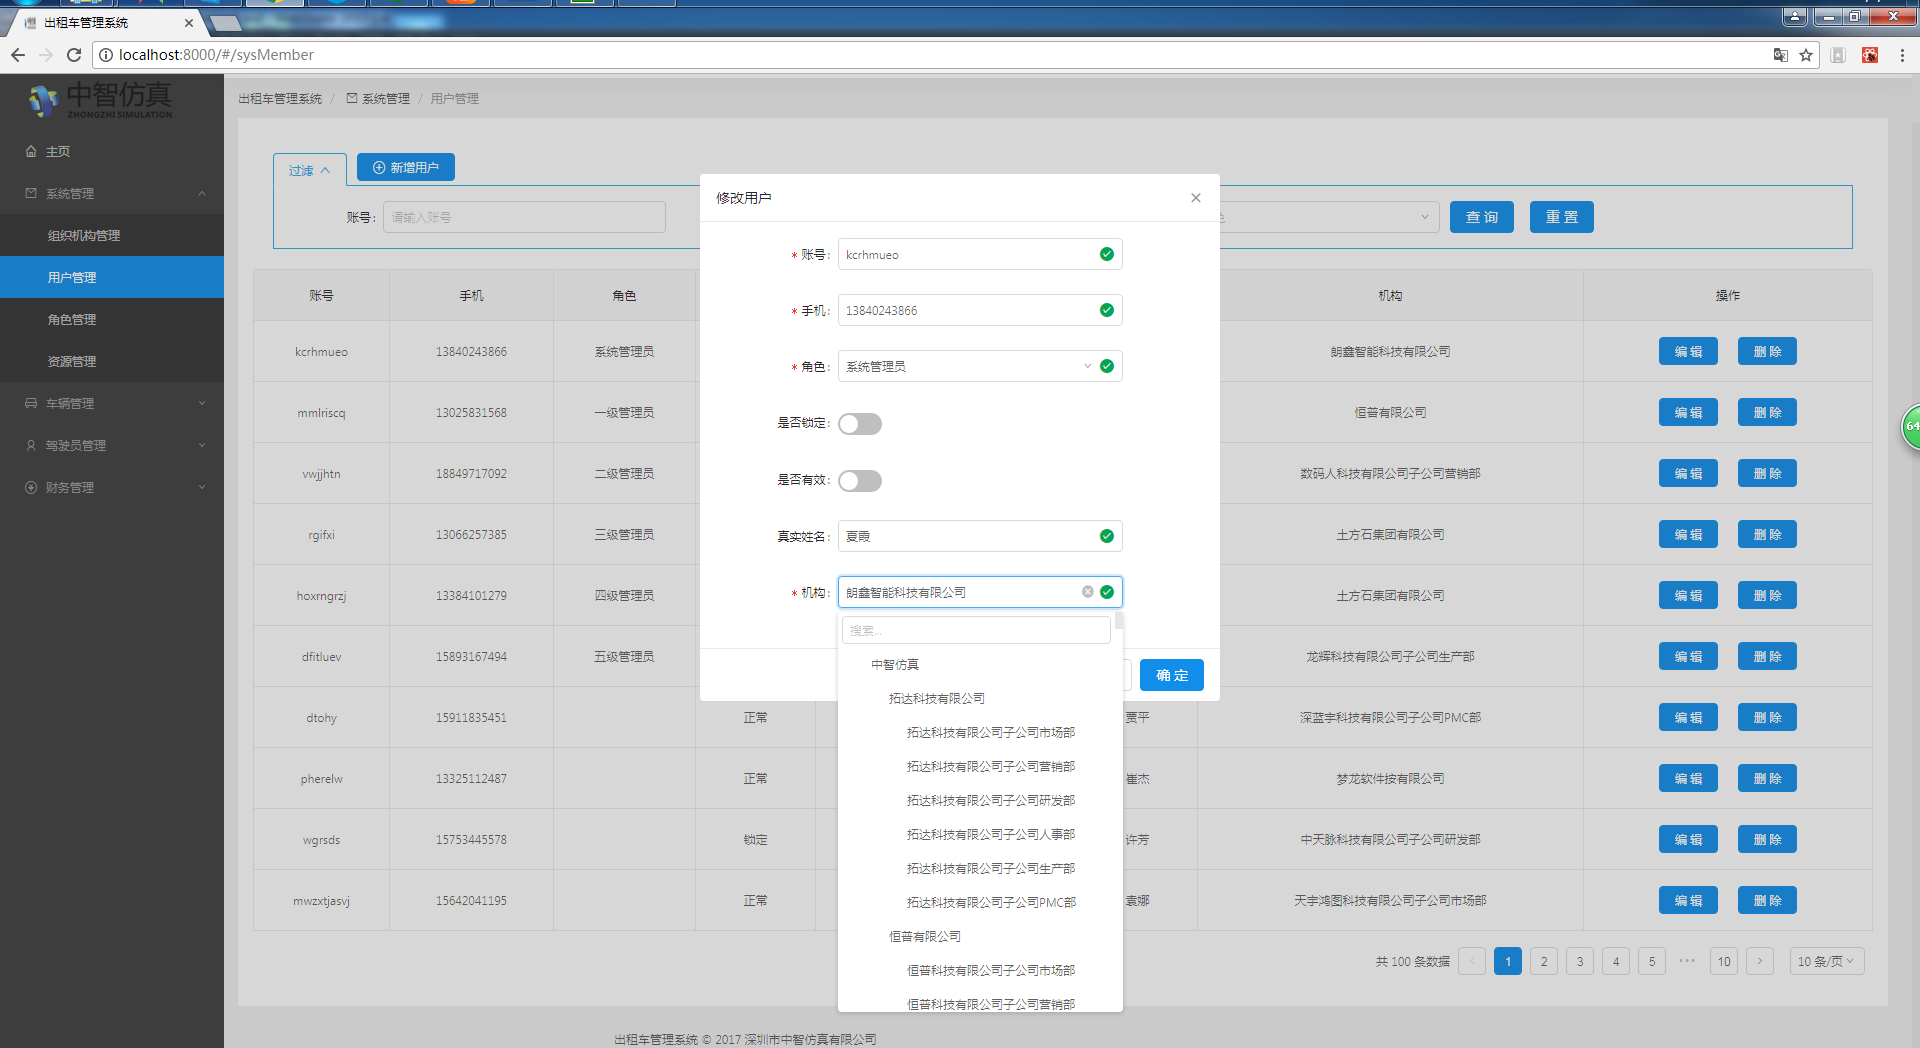 出租车管理系统
localhost:8000/#/sysMember
中智仿真
ZHONGZHI SIMULATION
主页
系统管理
组织机构管理
用户管理
角色管理
资源管理
车辆管理
驾驶员管理
财务管理
出租车管理系统 / 系统管理 / 用户管理
过滤 新增用户
账号: 请输入账号 查 询 重 置
账号 手机 角色 机构 操作
kcrhmueo 13840243866 系统管理员 朗鑫智能科技有限公司 编 辑 删 除
mmlriscq 13025831568 一级管理员 恒普有限公司 编 辑 删 除
vwjjhtn 18849717092 二级管理员 数码人科技有限公司子公司营销部 编 辑 删 除
rgifxi 13066257385 三级管理员 土方石集团有限公司 编 辑 删 除
hoxrngrzj 13384101279 四级管理员 土方石集团有限公司 编 辑 删 除
dfitluev 15893167494 五级管理员 龙辉科技有限公司子公司生产部 编 辑 删 除
dtohy 15911835451 正常 贾平 深蓝宇科技有限公司子公司PMC部 编 辑 删 除
pherelw 13325112487 正常 崔杰 梦龙软件按有限公司 编 辑 删 除
wgrsds 15753445578 锁定 许芳 中天脉科技有限公司子公司研发部 编 辑 删 除
mwzxtjasvj 15642041195 正常 袁娜 天宇鸿图科技有限公司子公司市场部 编 辑 删 除
共 100 条数据 1 2 3 4 5 ••• 10 10 条/页
出租车管理系统 © 2017 深圳市中智仿真有限公司
修改用户
* 账号: kcrhmueo
* 手机: 13840243866
* 角色: 系统管理员
是否锁定:
是否有效:
真实姓名: 夏霞
* 机构: 朗鑫智能科技有限公司
搜索...
中智仿真
拓达科技有限公司
拓达科技有限公司子公司市场部
拓达科技有限公司子公司营销部
拓达科技有限公司子公司研发部
拓达科技有限公司子公司人事部
拓达科技有限公司子公司生产部
拓达科技有限公司子公司PMC部
恒普有限公司
恒普科技有限公司子公司市场部
恒普科技有限公司子公司营销部
确 定
64